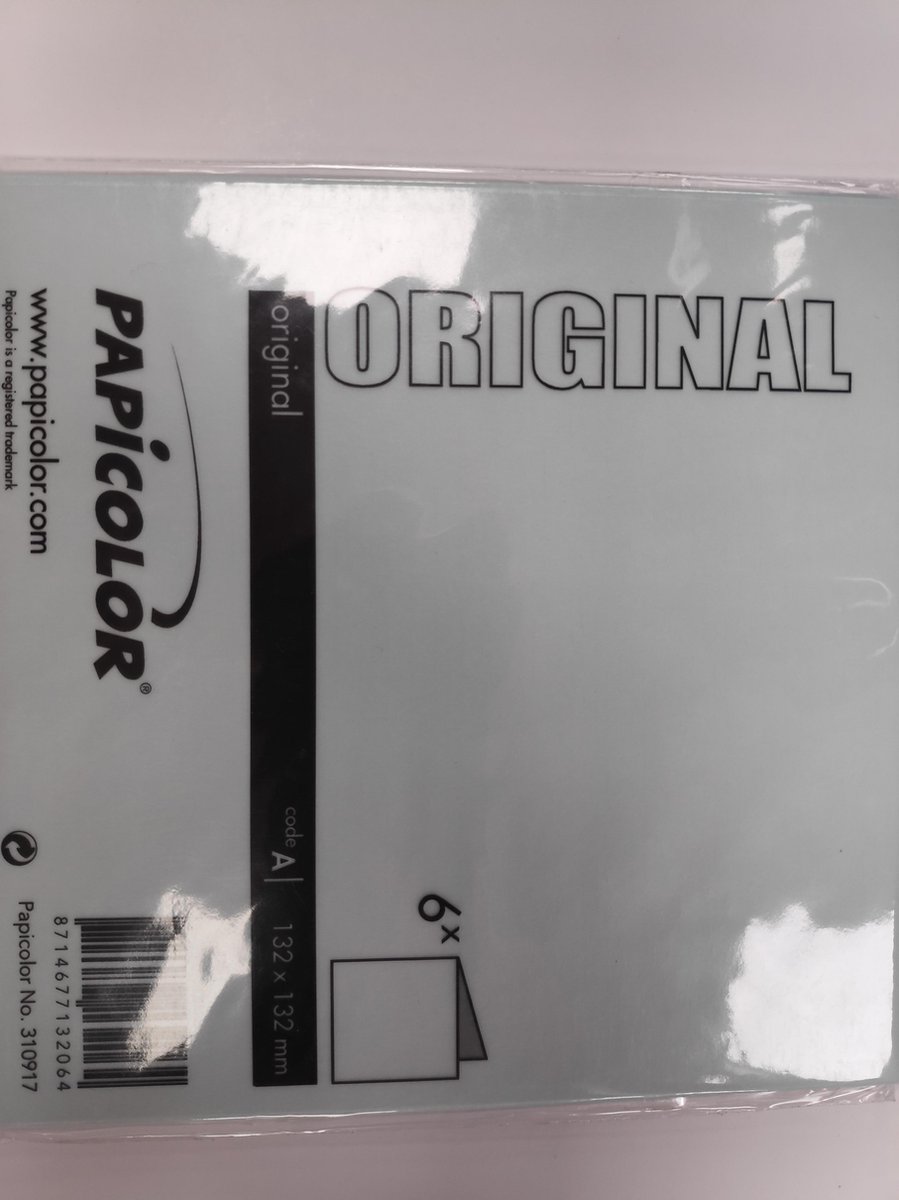 ORIGINAL
6x
original
code A | 132 x 132 mm
PAPiCOLOR®
www.papicolor.com
Papicolor is a registered trademark
8714677132064
Papicolor No. 310917